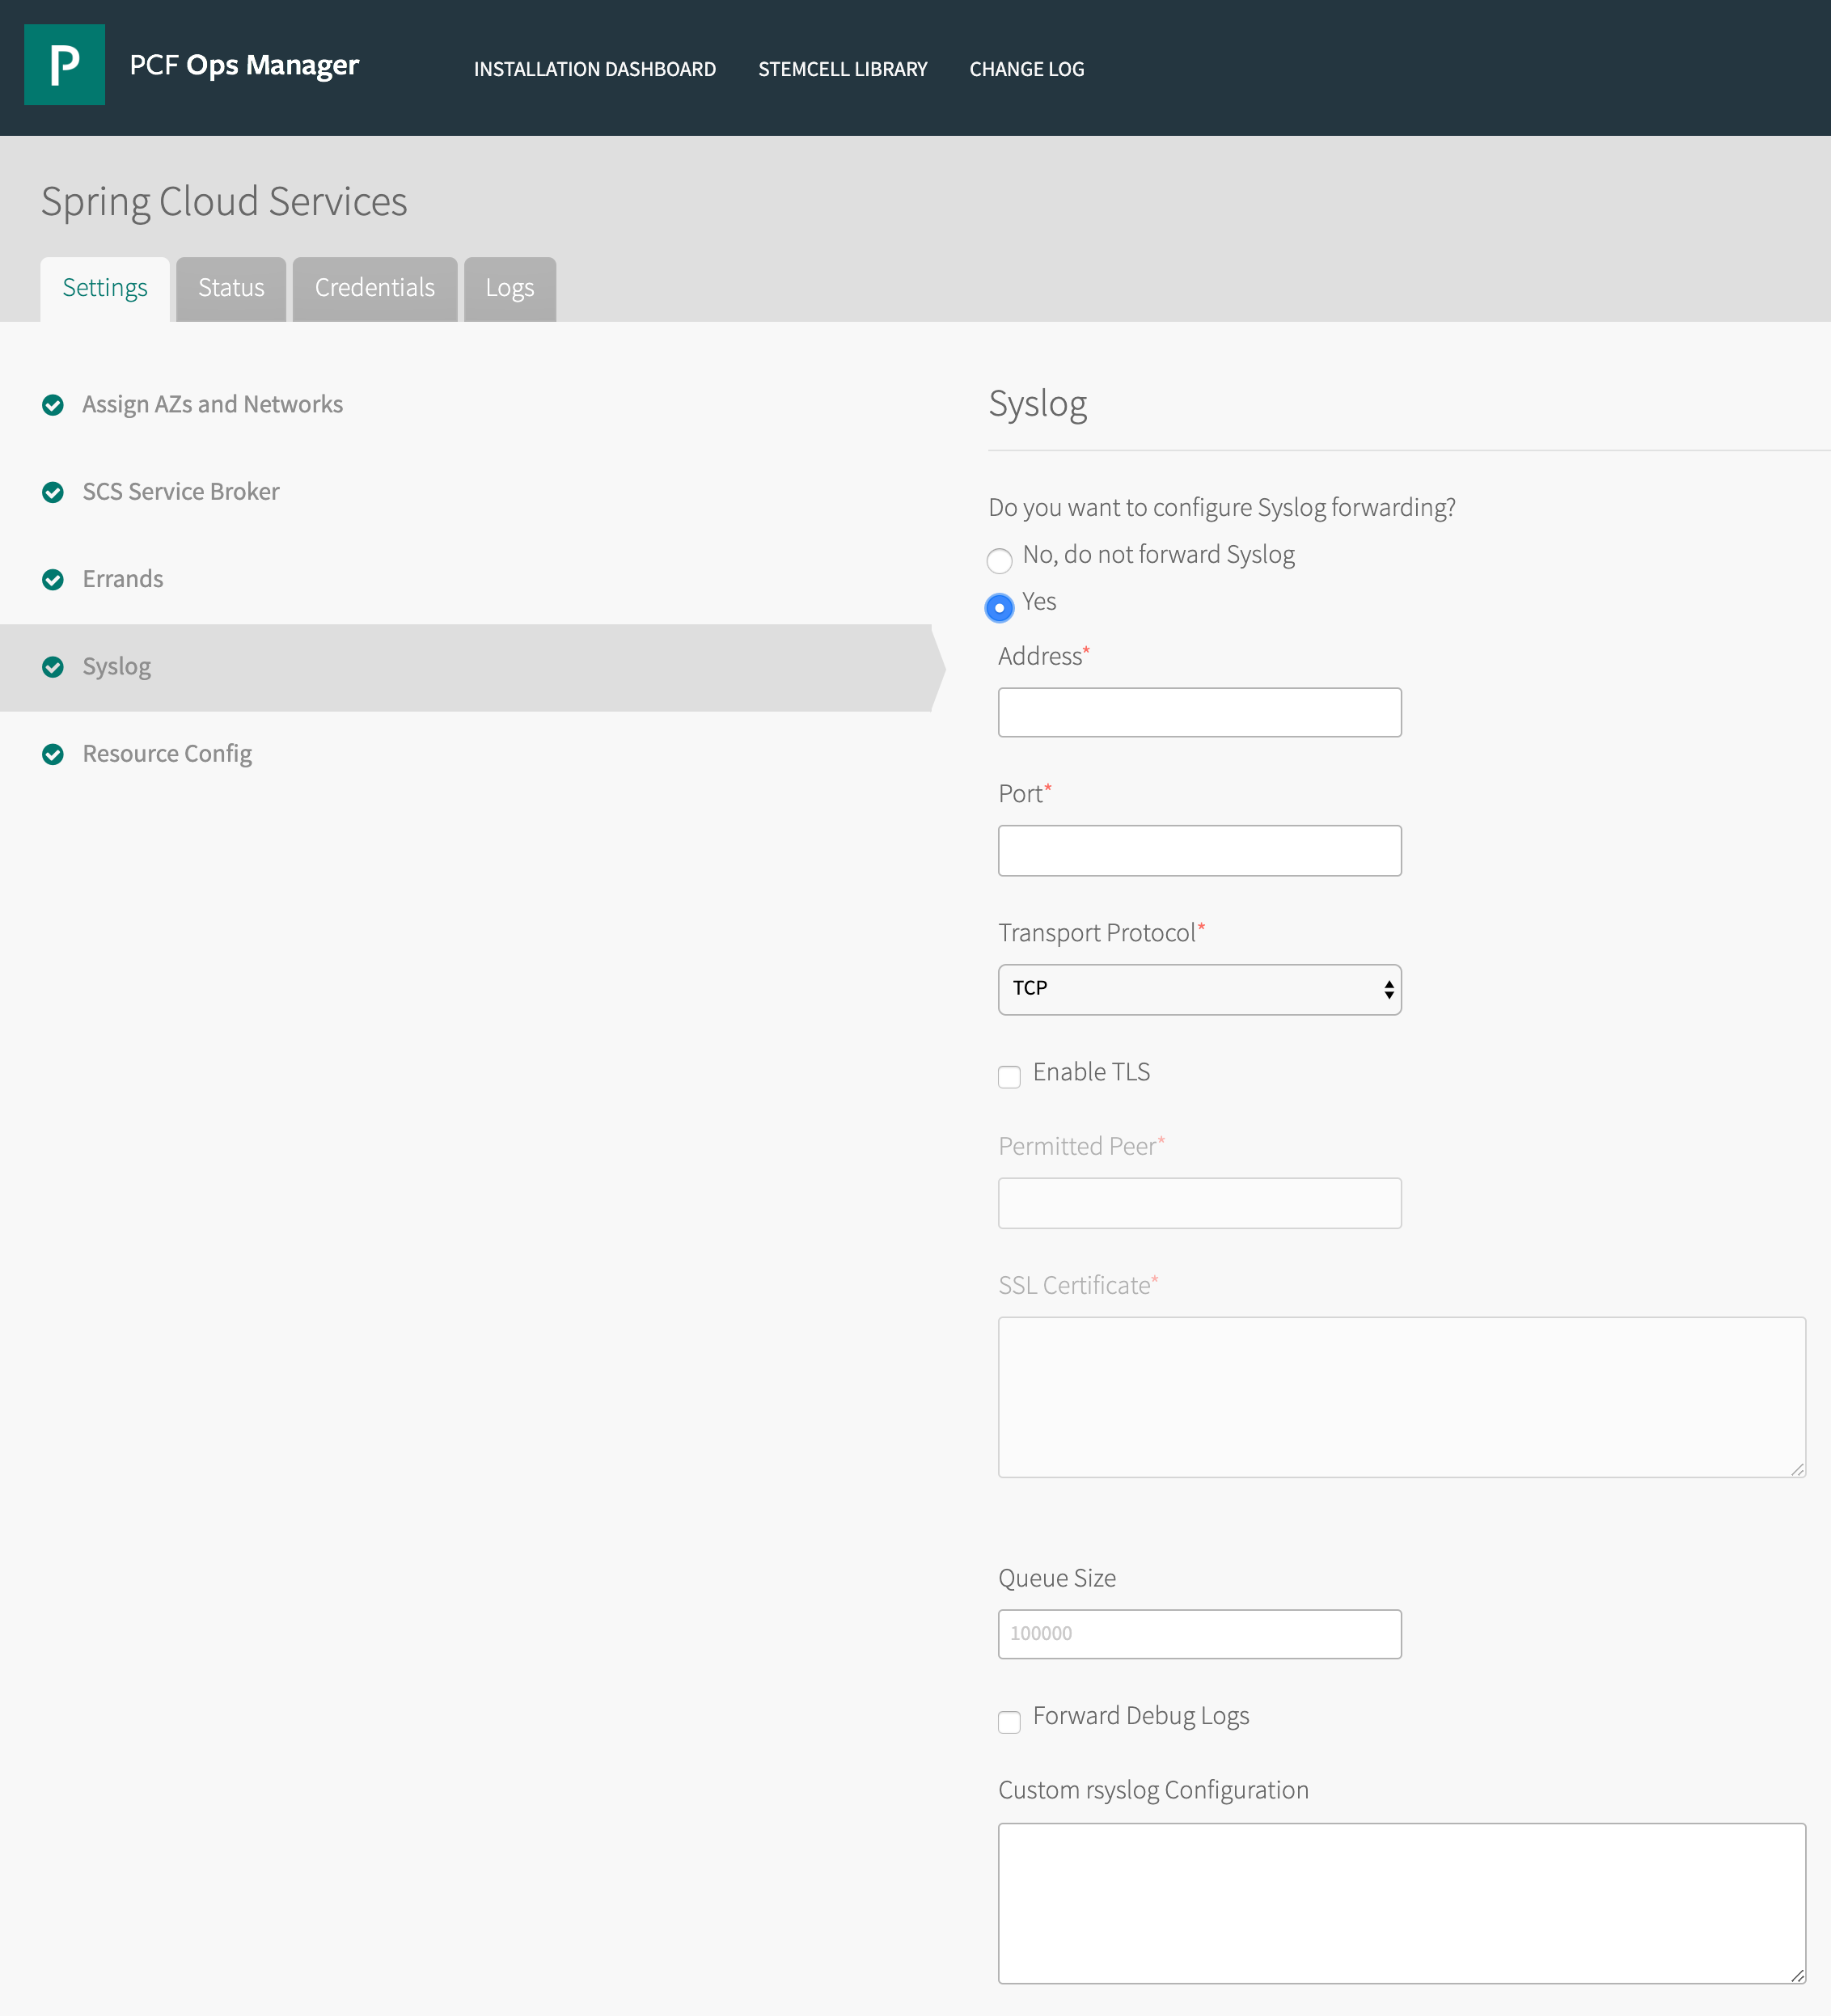 P
PCF Ops Manager
INSTALLATION DASHBOARD
STEMCELL LIBRARY
CHANGE LOG
Spring Cloud Services
Settings
Status
Credentials
Logs
Assign AZs and Networks
SCS Service Broker
Errands
Syslog
Resource Config
Syslog
Do you want to configure Syslog forwarding?
No, do not forward Syslog
Yes
Address*
Port*
Transport Protocol*
TCP
Enable TLS
Permitted Peer*
SSL Certificate*
Queue Size
100000
Forward Debug Logs
Custom rsyslog Configuration